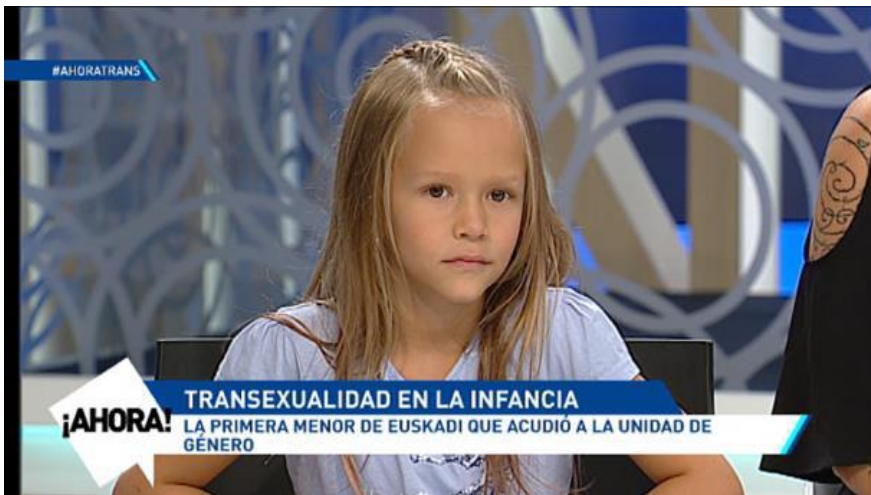 #AHORATRANS
¡AHORA!
TRANSEXUALIDAD EN LA INFANCIA
LA PRIMERA MENOR DE EUSKADI QUE ACUDIÓ A LA UNIDAD DE
GÉNERO